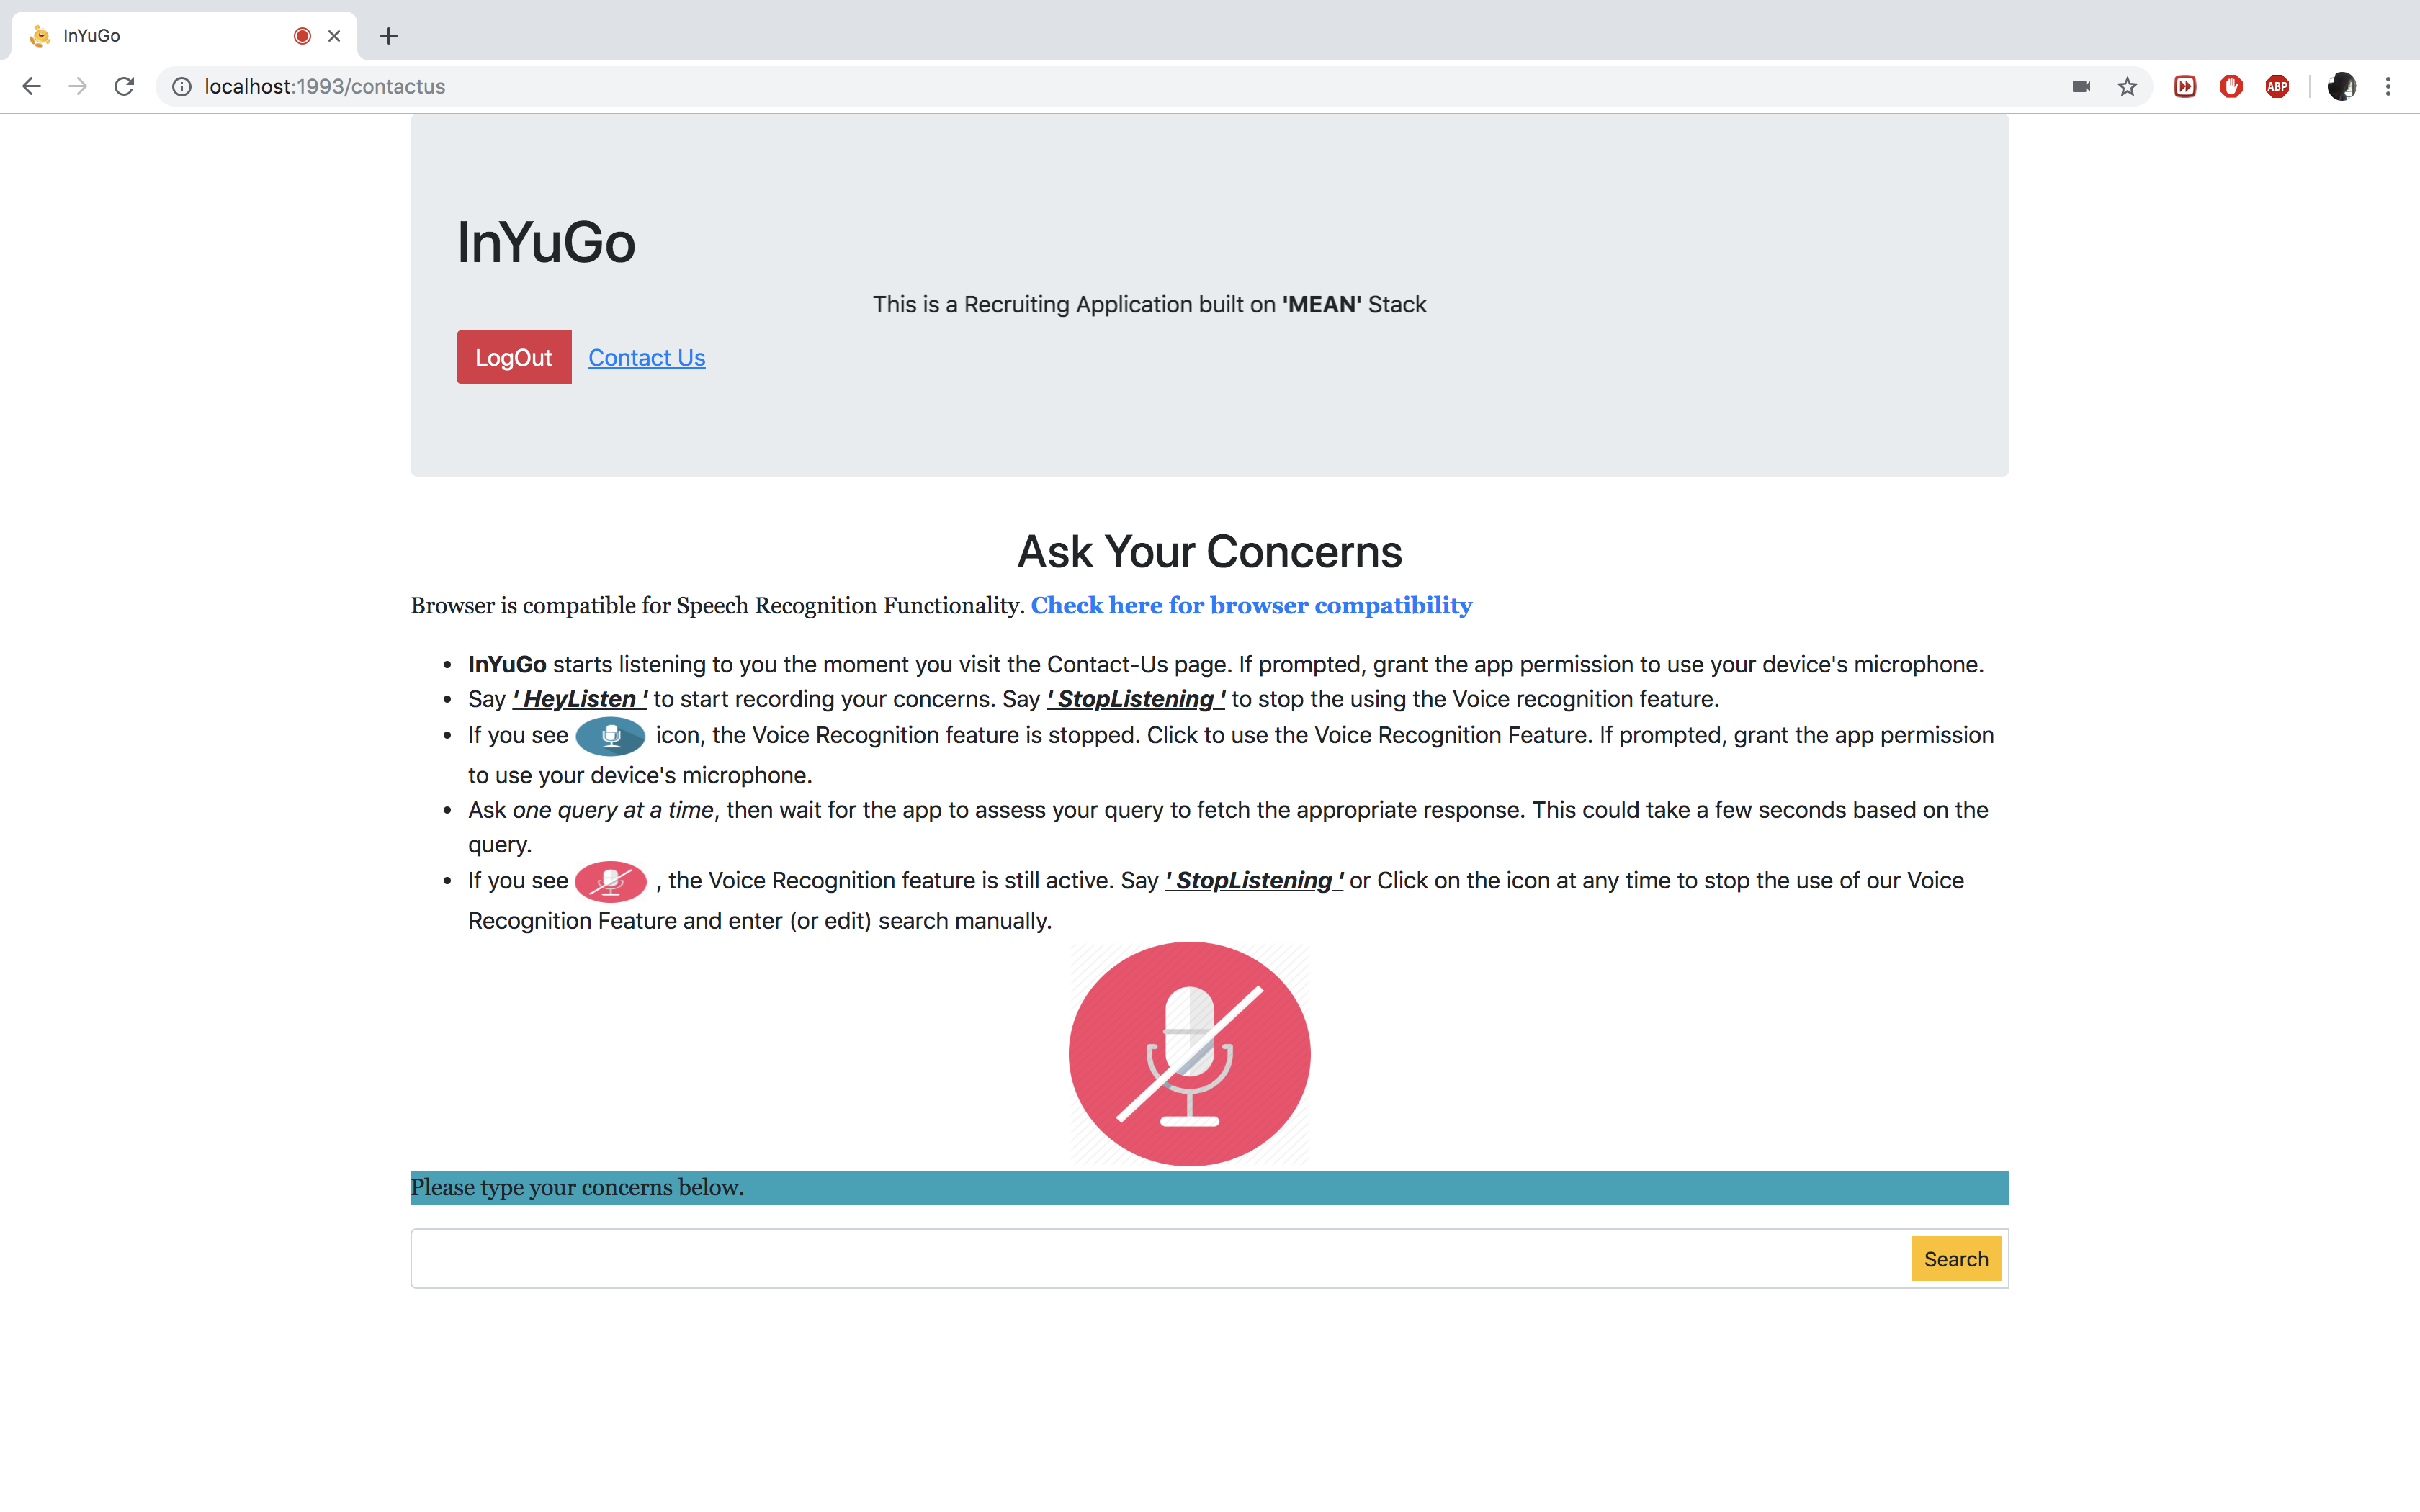 InYuGo
localhost:1993/contactus
ABP
InYuGo
This is a Recruiting Application built on 'MEAN' Stack
LogOut Contact Us
Ask Your Concerns
Browser is compatible for Speech Recognition Functionality. Check here for browser compatibility
• InYuGo starts listening to you the moment you visit the Contact-Us page. If prompted, grant the app permission to use your device's microphone.
• Say ' HeyListen ' to start recording your concerns. Say ' StopListening ' to stop the using the Voice recognition feature.
• If you see icon, the Voice Recognition feature is stopped. Click to use the Voice Recognition Feature. If prompted, grant the app permission
to use your device's microphone.
• Ask one query at a time, then wait for the app to assess your query to fetch the appropriate response. This could take a few seconds based on the
query.
• If you see , the Voice Recognition feature is still active. Say ' StopListening ' or Click on the icon at any time to stop the use of our Voice
Recognition Feature and enter (or edit) search manually.
Please type your concerns below.
Search